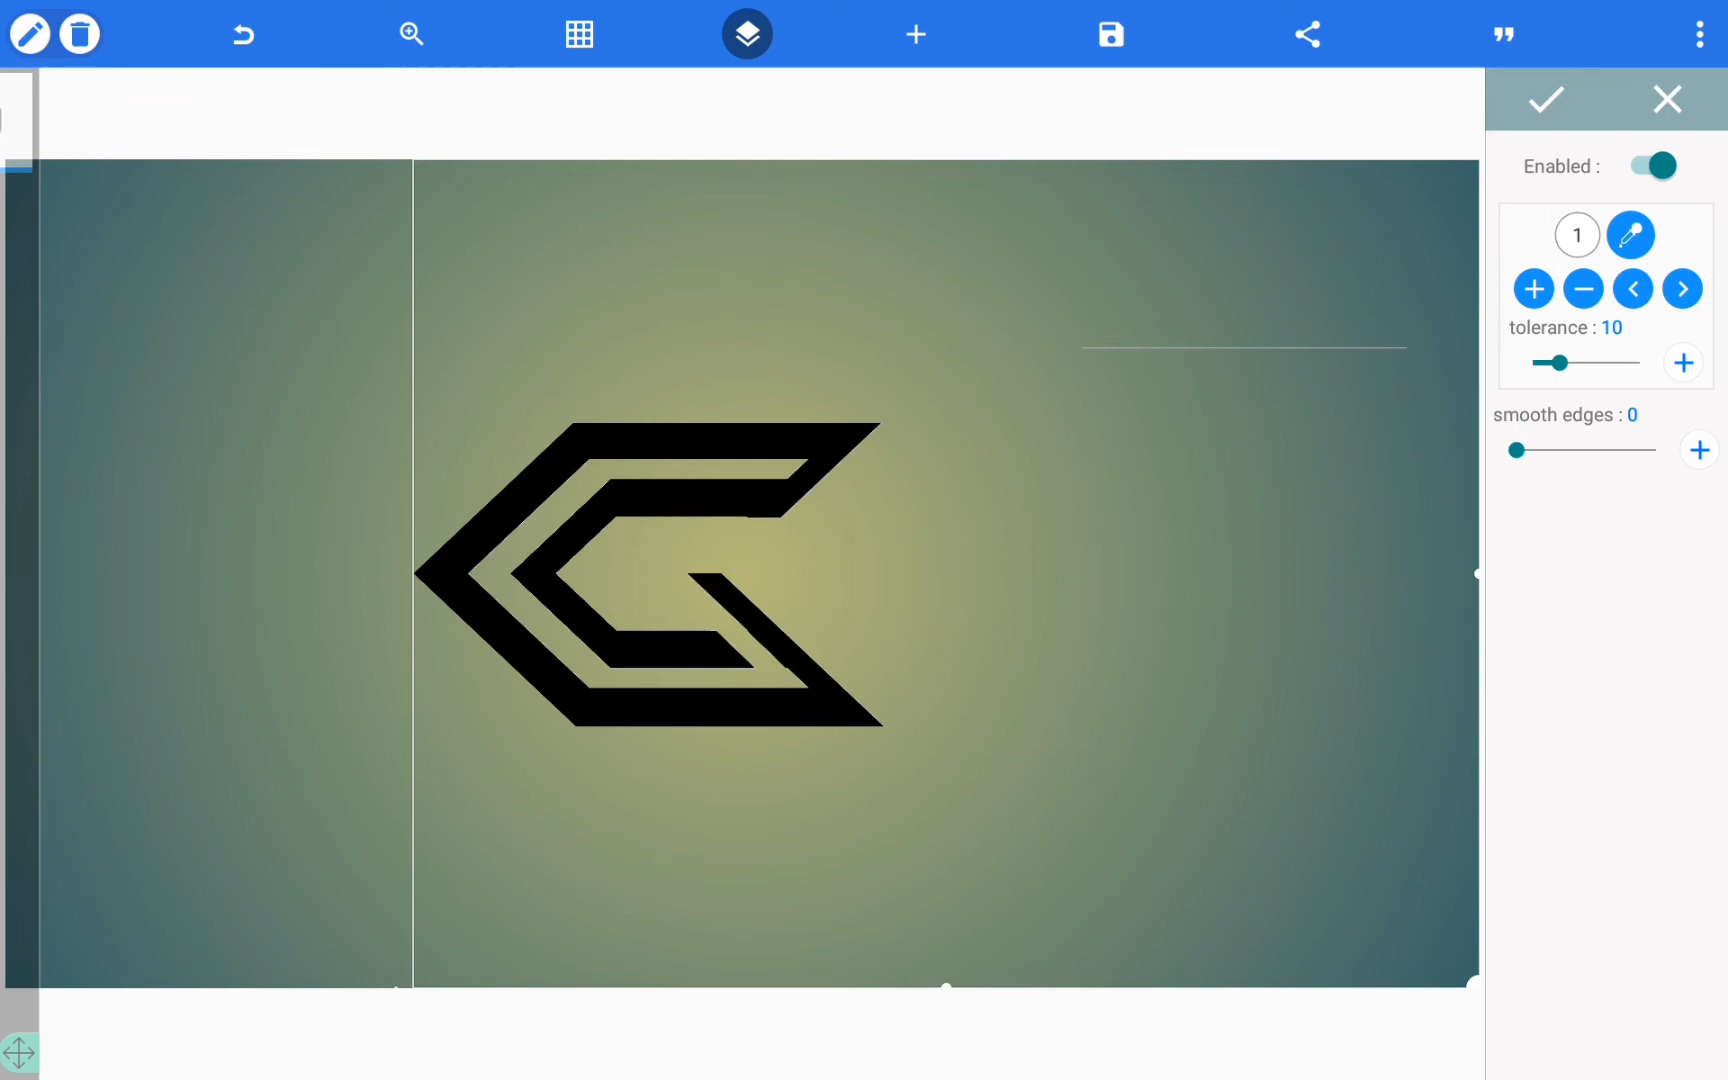 Enabled :
1
tolerance : 10
smooth edges : 0